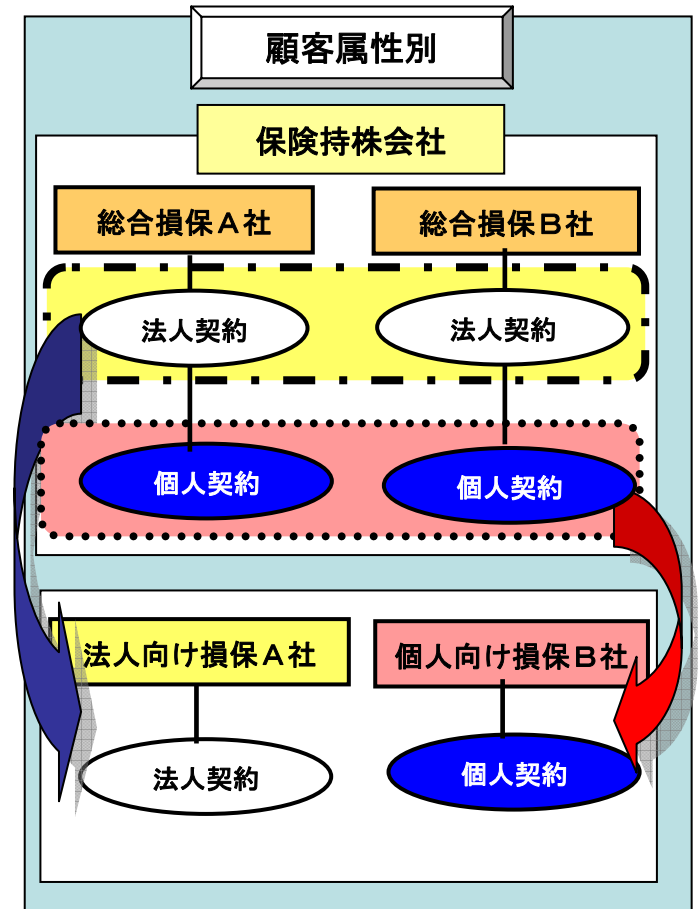 顧客属性別
保険持株会社
総合損保A社
総合損保B社
法人契約
法人契約
個人契約
個人契約
法人向け損保A社
個人向け損保B社
法人契約
個人契約